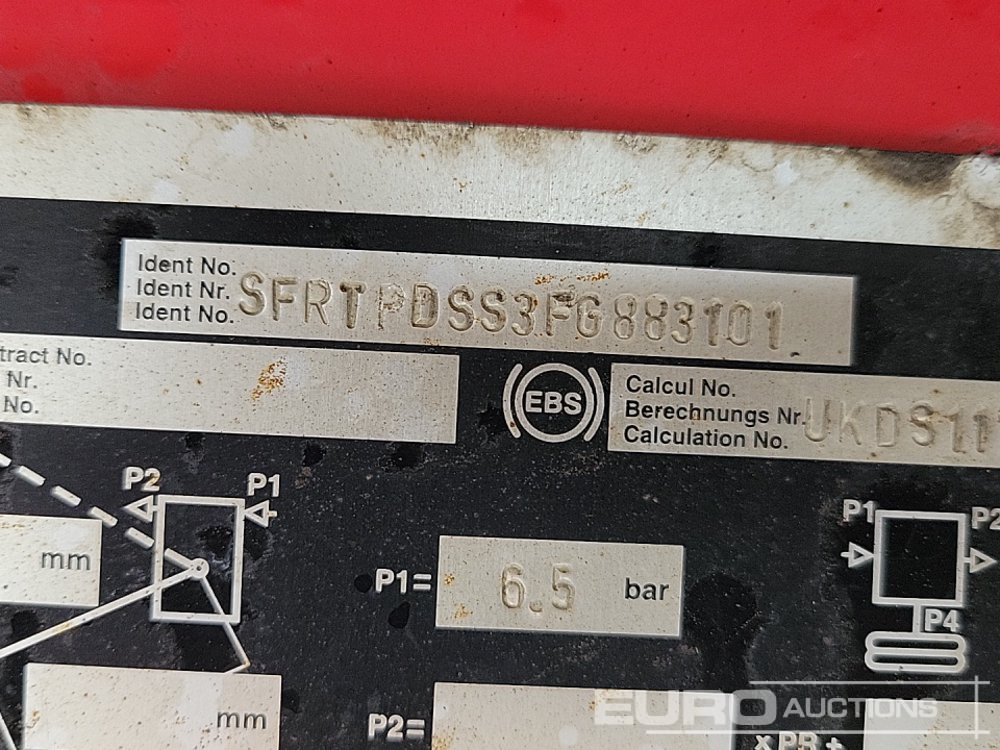 Ident No.
Ident Nr.
Ident No.
SFRTPDSS3FG883101
tract No.
Nr.
No.
EBS
Calcul No.
Berechnungs Nr.
Calculation No.
UKDS11
P2 P1
mm
P1= 6.5 bar
P1 P2
P4
mm
P2=
x PR +
EURO AUCTIONS